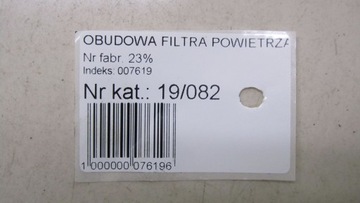 OBUDOWA FILTRA POWIETRZA
Nr fabr. 23%
Indeks: 007619
Nr kat.: 19/082
1 000000 076196